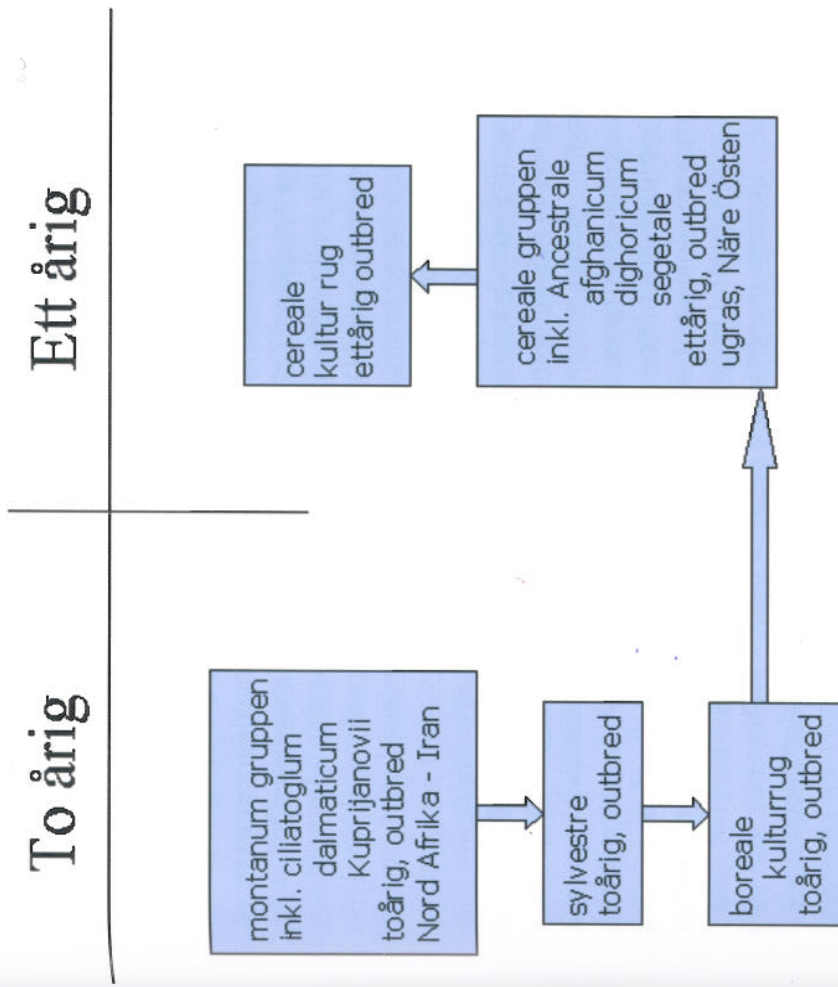 To årig
Ett årig
montanum gruppen
inkl. ciliatoglum
dalmaticum
Kuprijanovii
toårig, outbred
Nord Afrika - Iran
sylvestre
toårig, outbred
boreale
kulturrug
toårig, outbred
cereale
kultur rug
ettårig outbred
cereale gruppen
inkl. Ancestrale
afghanicum
dighoricum
segetale
ettårig, outbred
ugras, Näre Östen